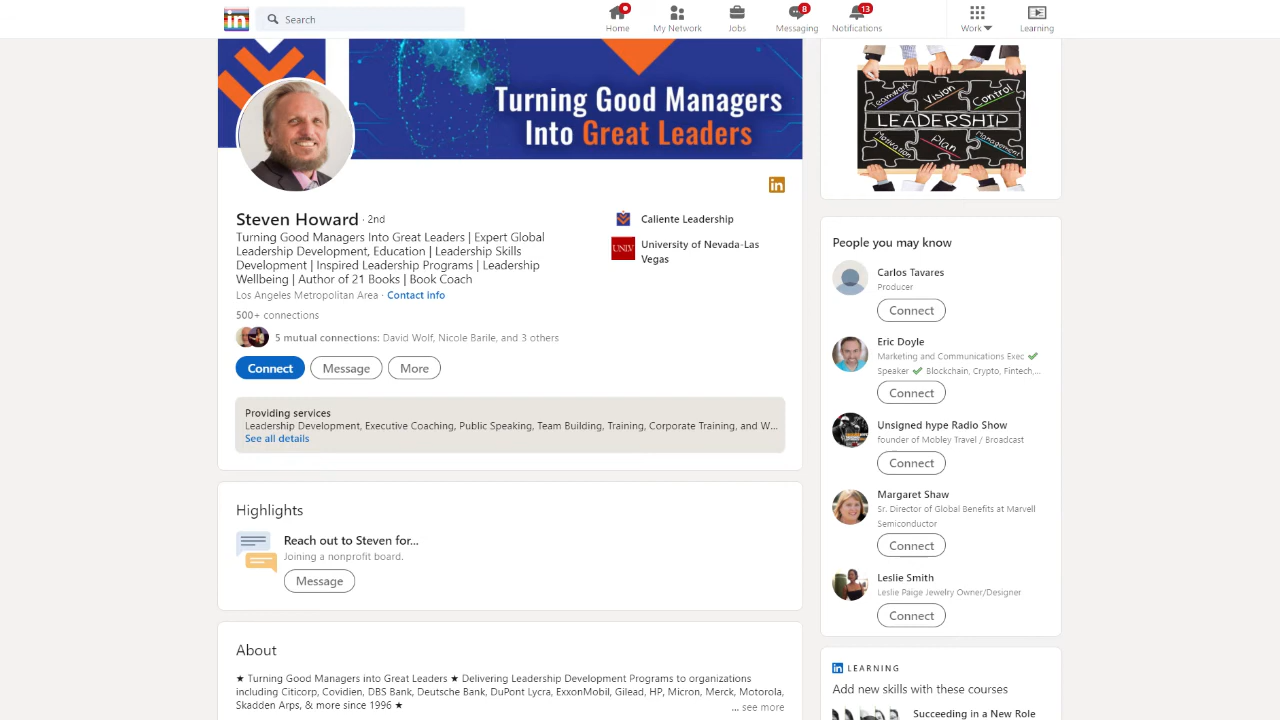 in
Search
8
13
Home
My Network
Jobs
Messaging
Notifications
Work
Learning
Turning Good Managers
Into Great Leaders
in
Steven Howard · 2nd
Turning Good Managers Into Great Leaders | Expert Global
Leadership Development, Education | Leadership Skills
Development | Inspired Leadership Programs | Leadership
Wellbeing | Author of 21 Books | Book Coach
Los Angeles Metropolitan Area · Contact info
500+ connections
5 mutual connections: David Wolf, Nicole Barile, and 3 others
Connect
Message
More
Caliente Leadership
UNLV
University of Nevada-Las
Vegas
Providing services
Leadership Development, Executive Coaching, Public Speaking, Team Building, Training, Corporate Training, and W...
See all details
Highlights
Reach out to Steven for...
Joining a nonprofit board.
Message
About
★ Turning Good Managers into Great Leaders ★ Delivering Leadership Development Programs to organizations
including Citicorp, Covidien, DBS Bank, Deutsche Bank, DuPont Lycra, ExxonMobil, Gilead, HP, Micron, Merck, Motorola,
Skadden Arps, & more since 1996 ★
... see more
Teamwork
Vision
Control
LEADERSHIP
Motivation
Plan
Management
People you may know
Carlos Tavares
Producer
Connect
Eric Doyle
Marketing and Communications Exec ✔
Speaker ✔ Blockchain, Crypto, Fintech,...
Connect
Unsigned hype Radio Show
founder of Mobley Travel / Broadcast
Connect
Margaret Shaw
Sr. Director of Global Benefits at Marvell
Semiconductor
Connect
Leslie Smith
Leslie Paige Jewelry Owner/Designer
Connect
in LEARNING
Add new skills with these courses
Succeeding in a New Role